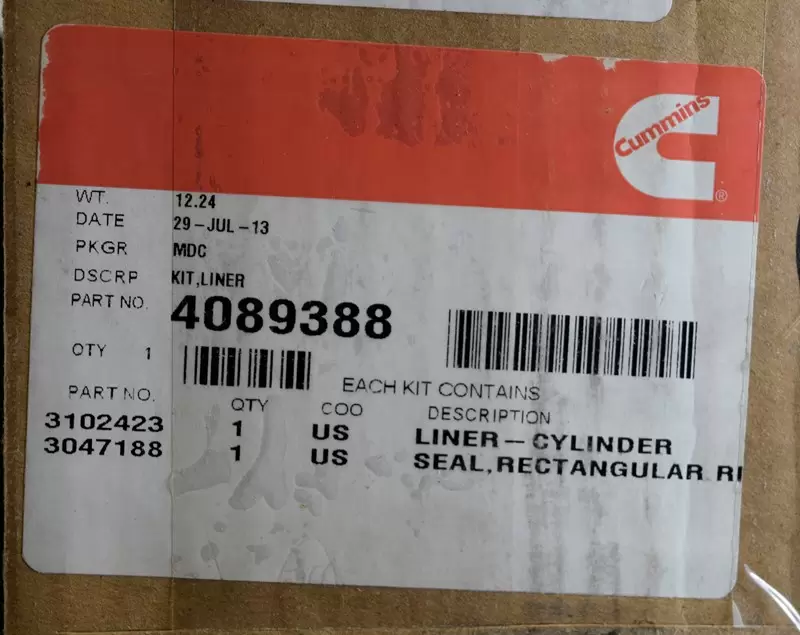 Cummins
®
WT. 12.24
DATE 29-JUL-13
PKGR MDC
DSCRP KIT,LINER
PART NO. 4089388
QTY 1
EACH KIT CONTAINS
PART NO. QTY COO DESCRIPTION
3102423 1 US LINER-CYLINDER
3047188 1 US SEAL,RECTANGULAR RI